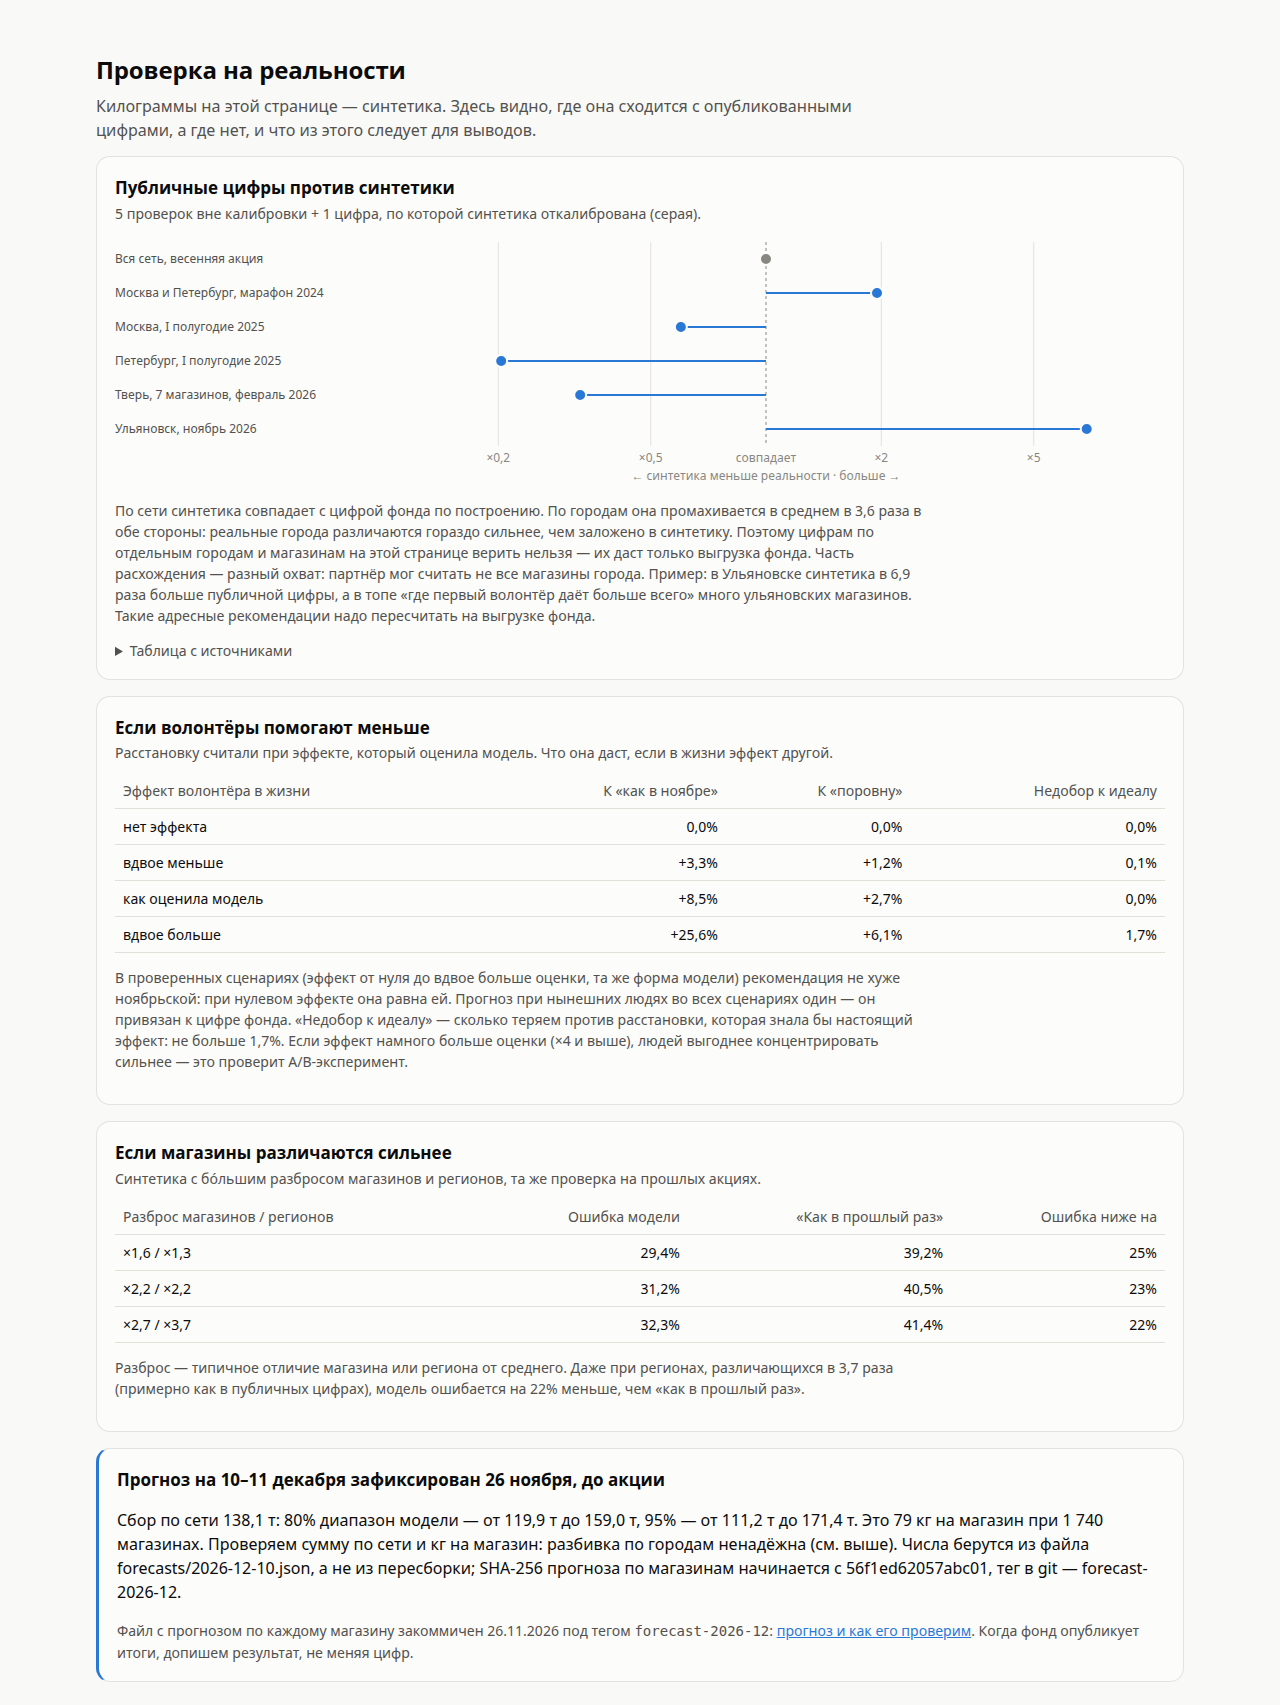 Проверка на реальности
Килограммы на этой странице — синтетика. Здесь видно, где она сходится с опубликованными
цифрами, а где нет, и что из этого следует для выводов.
Публичные цифры против синтетики
5 проверок вне калибровки + 1 цифра, по которой синтетика откалибрована (серая).
Вся сеть, весенняя акция
Москва и Петербург, марафон 2024
Москва, I полугодие 2025
Петербург, I полугодие 2025
Тверь, 7 магазинов, февраль 2026
Ульяновск, ноябрь 2026
×0,2 ×0,5 совпадает ×2 ×5
← синтетика меньше реальности · больше →
По сети синтетика совпадает с цифрой фонда по построению. По городам она промахивается в среднем в 3,6 раза в
обе стороны: реальные города различаются гораздо сильнее, чем заложено в синтетику. Поэтому цифрам по
отдельным городам и магазинам на этой странице верить нельзя — их даст только выгрузка фонда. Часть
расхождения — разный охват: партнёр мог считать не все магазины города. Пример: в Ульяновске синтетика в 6,9
раза больше публичной цифры, а в топе «где первый волонтёр даёт больше всего» много ульяновских магазинов.
Такие адресные рекомендации надо пересчитать на выгрузке фонда.
▶ Таблица с источниками
Если волонтёры помогают меньше
Расстановку считали при эффекте, который оценила модель. Что она даст, если в жизни эффект другой.
Эффект волонтёра в жизни К «как в ноябре» К «поровну» Недобор к идеалу
нет эффекта 0,0% 0,0% 0,0%
вдвое меньше +3,3% +1,2% 0,1%
как оценила модель +8,5% +2,7% 0,0%
вдвое больше +25,6% +6,1% 1,7%
В проверенных сценариях (эффект от нуля до вдвое больше оценки, та же форма модели) рекомендация не хуже
ноябрьской: при нулевом эффекте она равна ей. Прогноз при нынешних людях во всех сценариях один — он
привязан к цифре фонда. «Недобор к идеалу» — сколько теряем против расстановки, которая знала бы настоящий
эффект: не больше 1,7%. Если эффект намного больше оценки (×4 и выше), людей выгоднее концентрировать
сильнее — это проверит A/B-эксперимент.
Если магазины различаются сильнее
Синтетика с бо́льшим разбросом магазинов и регионов, та же проверка на прошлых акциях.
Разброс магазинов / регионов Ошибка модели «Как в прошлый раз» Ошибка ниже на
×1,6 / ×1,3 29,4% 39,2% 25%
×2,2 / ×2,2 31,2% 40,5% 23%
×2,7 / ×3,7 32,3% 41,4% 22%
Разброс — типичное отличие магазина или региона от среднего. Даже при регионах, различающихся в 3,7 раза
(примерно как в публичных цифрах), модель ошибается на 22% меньше, чем «как в прошлый раз».
Прогноз на 10–11 декабря зафиксирован 26 ноября, до акции
Сбор по сети 138,1 т: 80% диапазон модели — от 119,9 т до 159,0 т, 95% — от 111,2 т до 171,4 т. Это 79 кг на магазин при 1 740
магазинах. Проверяем сумму по сети и кг на магазин: разбивка по городам ненадёжна (см. выше). Числа берутся из файла
forecasts/2026-12-10.json, а не из пересборки; SHA-256 прогноза по магазинам начинается с 56f1ed62057abc01, тег в git — forecast-
2026-12.
Файл с прогнозом по каждому магазину закоммичен 26.11.2026 под тегом forecast-2026-12: прогноз и как его проверим. Когда фонд опубликует
итоги, допишем результат, не меняя цифр.